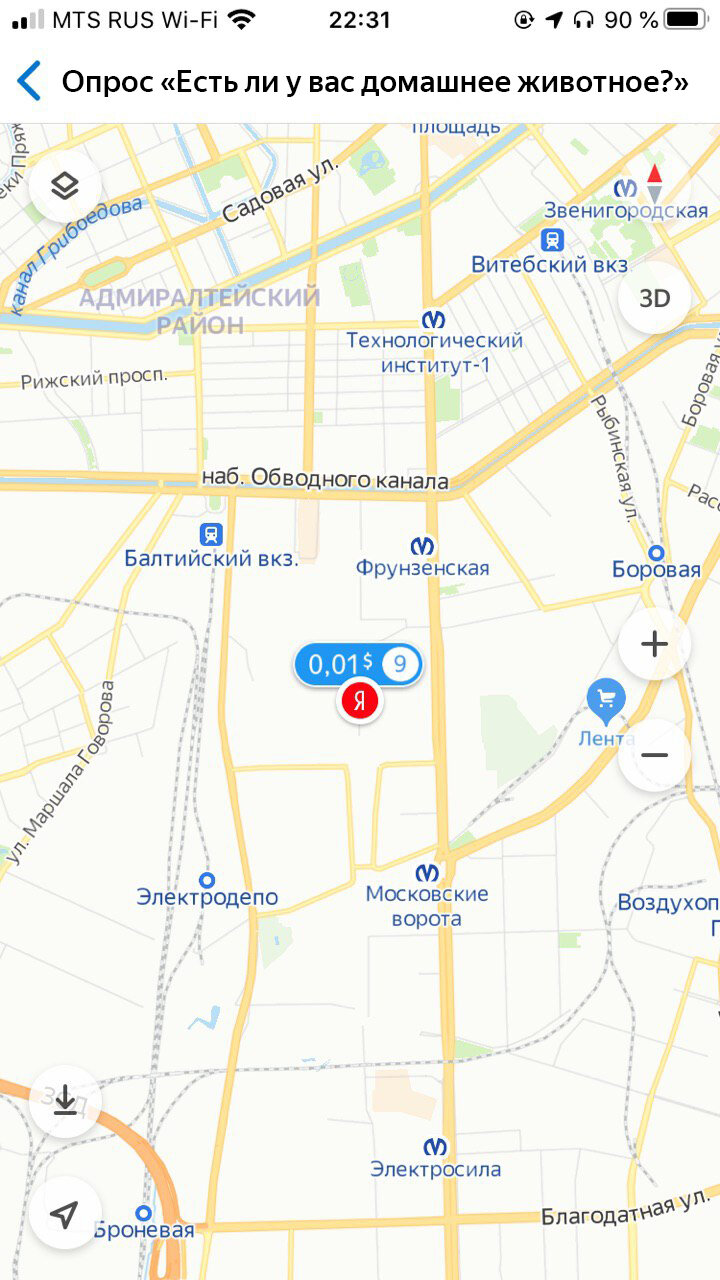 MTS RUS Wi-Fi 22:31 90 %
Опрос «Есть ли у вас домашнее животное?»
площадь
Садовая ул.
канал Грибоедова
Звенигородская
Витебский вкз.
3D
АДМИРАЛТЕЙСКИЙ
РАЙОН
Технологический
институт-1
Рижский просп.
Боровая
Рыбинская ул.
наб. Обводного канала
Балтийский вкз.
Фрунзенская
Боровая
0,01$ 9
Я
Лента
ул. Маршала Говорова
Электродепо
Московские
ворота
Электросила
Благодатная ул.
Броневая